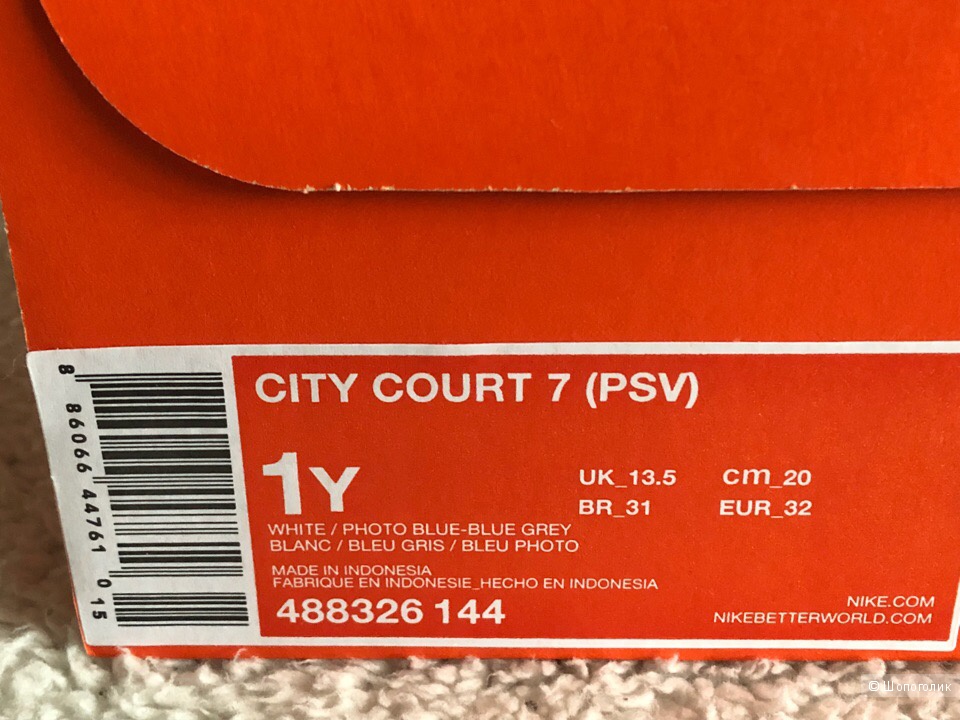 CITY COURT 7 (PSV)
1Y
UK_13.5 cm_20
BR_31 EUR_32
WHITE / PHOTO BLUE-BLUE GREY
BLANC / BLEU GRIS / BLEU PHOTO
MADE IN INDONESIA
FABRIQUE EN INDONESIE_HECHO EN INDONESIA
488326 144
NIKE.COM
NIKEBETTERWORLD.COM
8 86066 44761 0 15
© Шопоголик